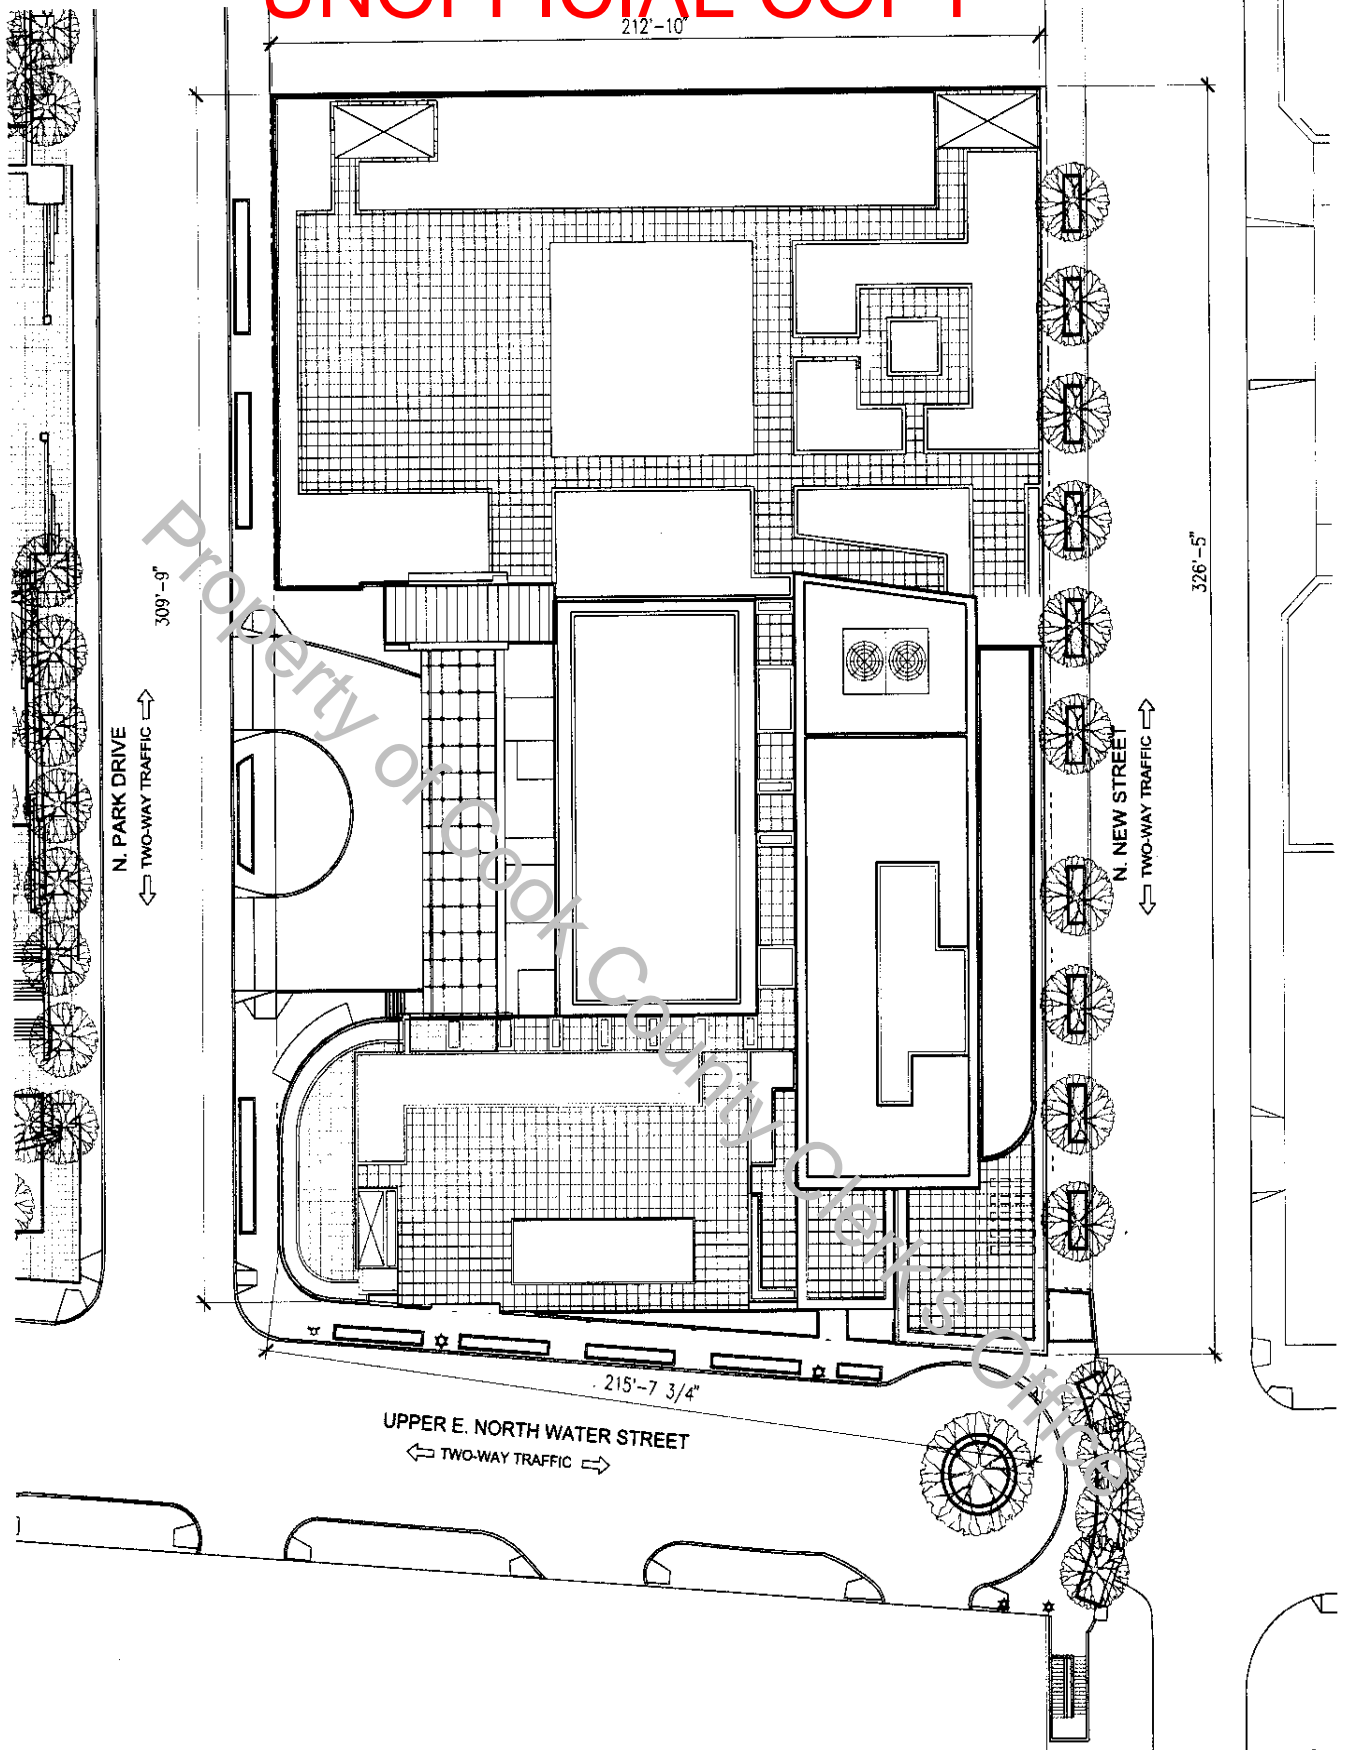 UNOFFICIAL COPY
212'-10"
309'-9"
326'-5"
N. PARK DRIVE
TWO-WAY TRAFFIC
N. NEW STREET
TWO-WAY TRAFFIC
Property of Cook County Clerk's Office
215'-7 3/4"
UPPER E. NORTH WATER STREET
TWO-WAY TRAFFIC